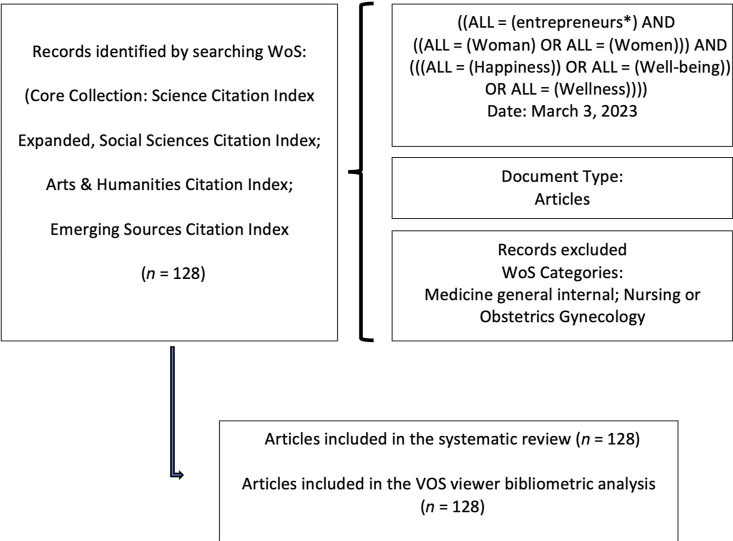 Records identified by searching WoS:
(Core Collection: Science Citation Index
Expanded, Social Sciences Citation Index;
Arts & Humanities Citation Index;
Emerging Sources Citation Index
(n = 128)
((ALL = (entrepreneurs*) AND
((ALL = (Woman) OR ALL = (Women))) AND
(((ALL = (Happiness)) OR ALL = (Well-being))
OR ALL = (Wellness))))
Date: March 3, 2023
Document Type:
Articles
Records excluded
WoS Categories:
Medicine general internal; Nursing or
Obstetrics Gynecology
Articles included in the systematic review (n = 128)
Articles included in the VOS viewer bibliometric analysis
(n = 128)